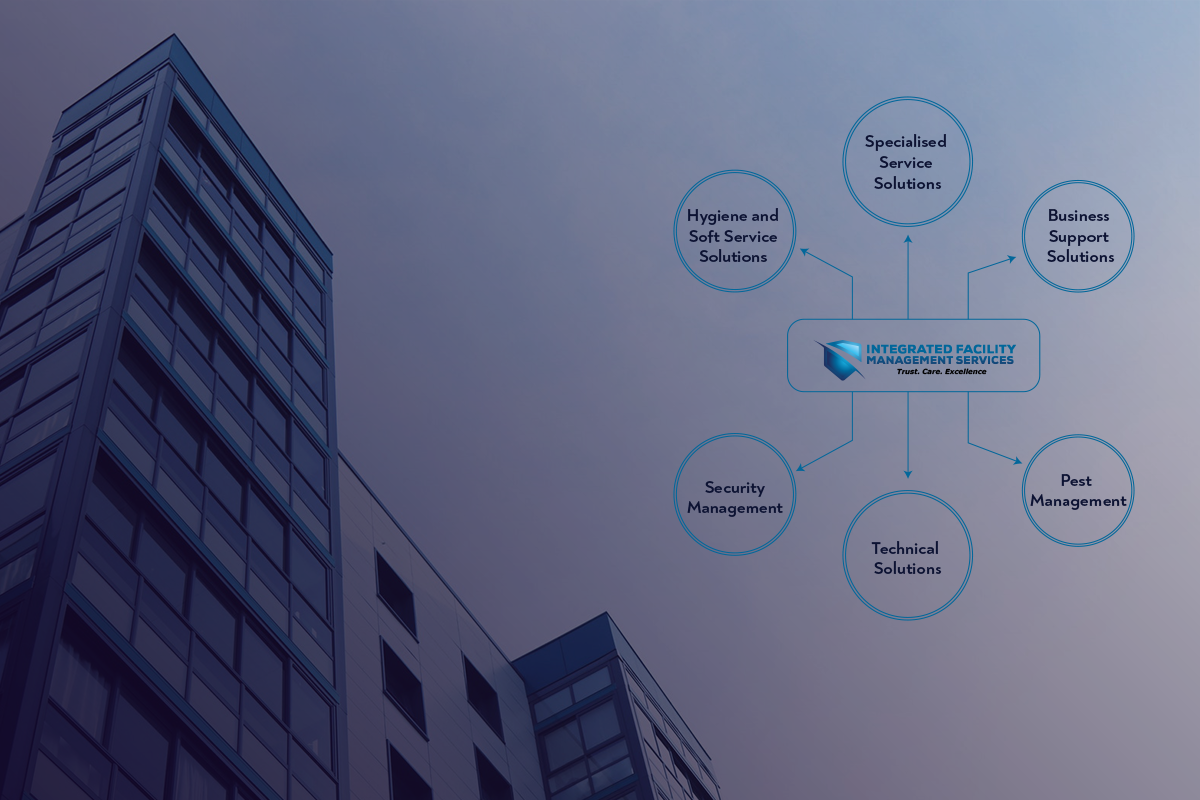 Specialised
Service
Solutions
Hygiene and
Soft Service
Solutions
Business
Support
Solutions
INTEGRATED FACILITY
MANAGEMENT SERVICES
Trust. Care. Excellence
Security
Management
Technical
Solutions
Pest
Management